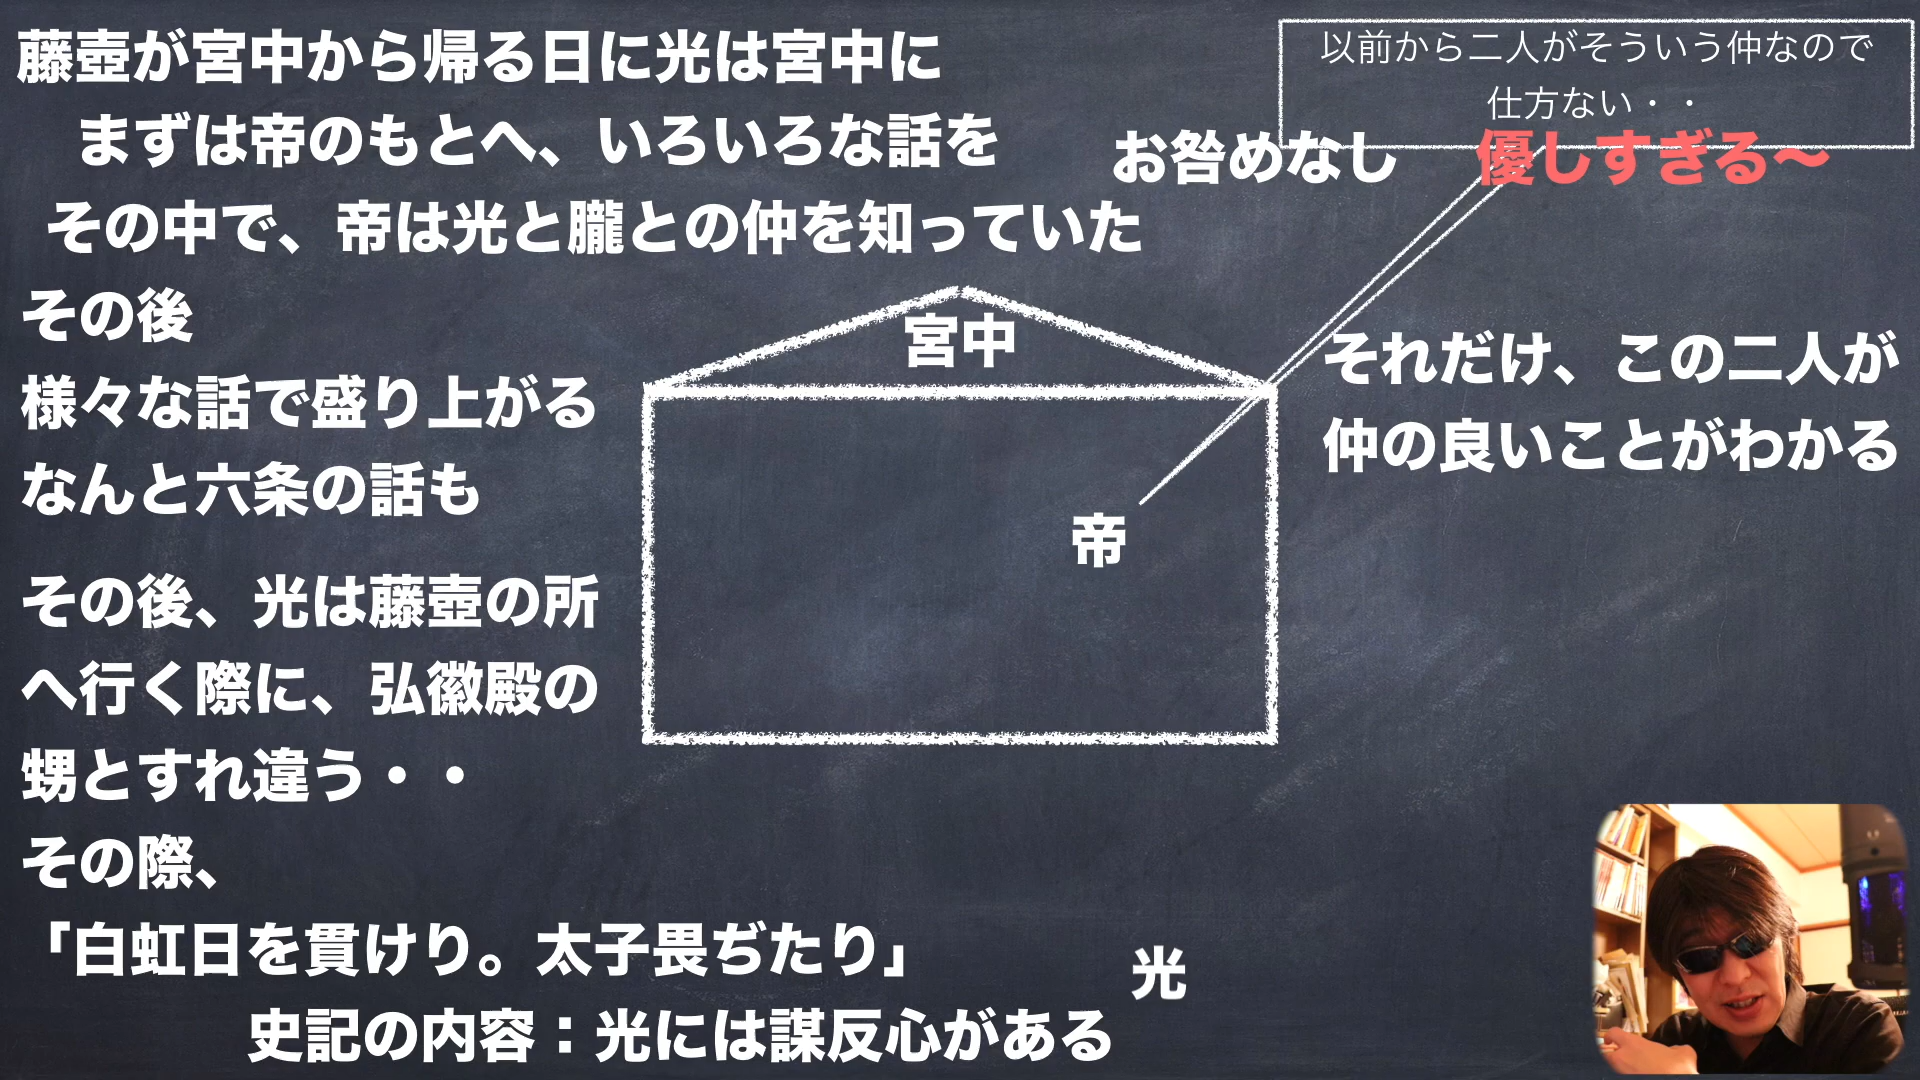 藤壺が宮中から帰る日に光は宮中に
まずは帝のもとへ、いろいろな話を
その中で、帝は光と朧との仲を知っていた
以前から二人がそういう仲なので
仕方ない・・
お咎めなし
優しすぎる〜
その後
様々な話で盛り上がる
なんと六条の話も
宮中
それだけ、この二人が
仲の良いことがわかる
帝
その後、光は藤壺の所
へ行く際に、弘徽殿の
甥とすれ違う・・
その際、
「白虹日を貫けり。太子畏ぢたり」
史記の内容：光には謀反心がある
光